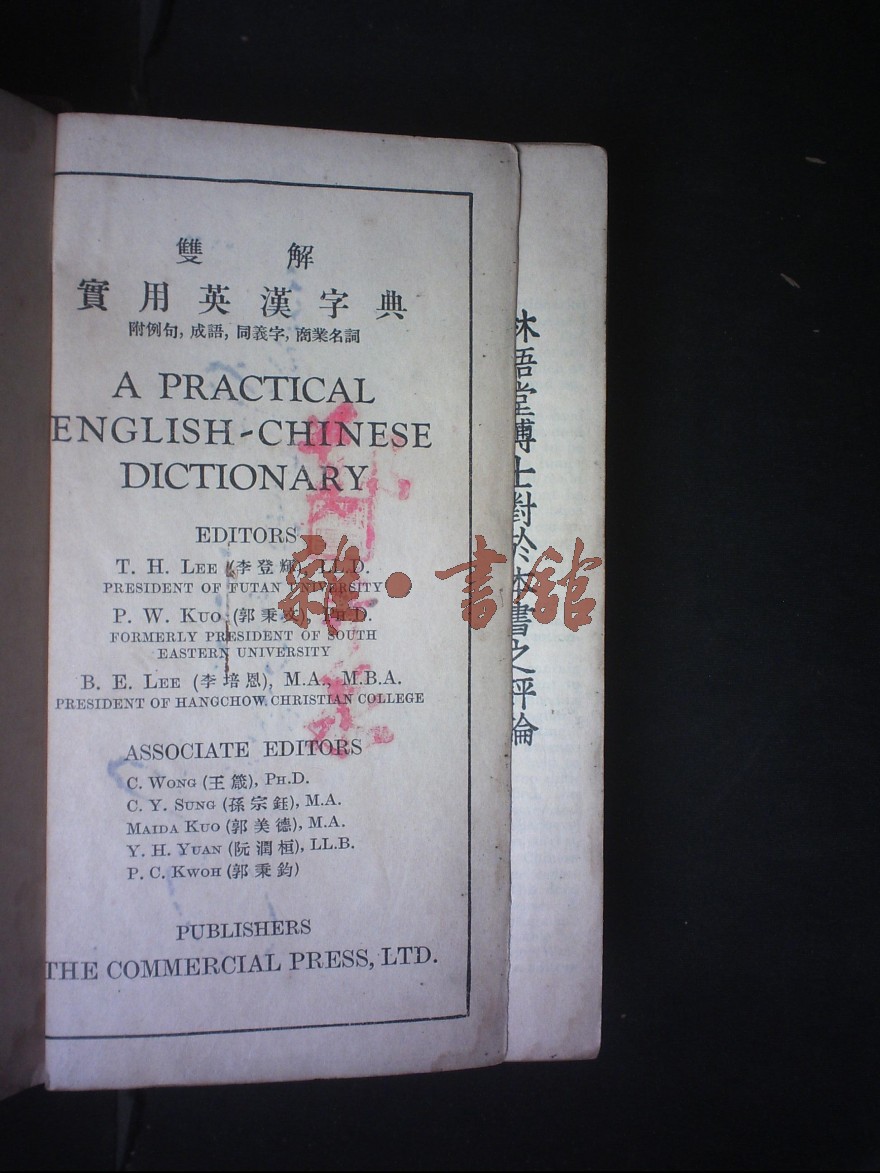 雙 解
實用英漢字典
附例句，成語，同義字，商業名詞
A PRACTICAL
ENGLISH-CHINESE
DICTIONARY
EDITORS
T. H. LEE (李登輝), LL.D.
PRESIDENT OF FUTAN UNIVERSITY
P. W. KUO (郭秉文), PH.D.
FORMERLY PRESIDENT OF SOUTH
EASTERN UNIVERSITY
B. E. LEE (李培恩), M.A., M.B.A.
PRESIDENT OF HANGCHOW CHRISTIAN COLLEGE
ASSOCIATE EDITORS
C. WONG (王箴), PH.D.
C. Y. SUNG (孫宗鈺), M.A.
MAIDA KUO (郭美德), M.A.
Y. H. YUAN (阮潤桓), LL.B.
P. C. KWOH (郭秉鈞)
PUBLISHERS
THE COMMERCIAL PRESS, LTD.
林語堂博士對於本書之評論
雜·書舘